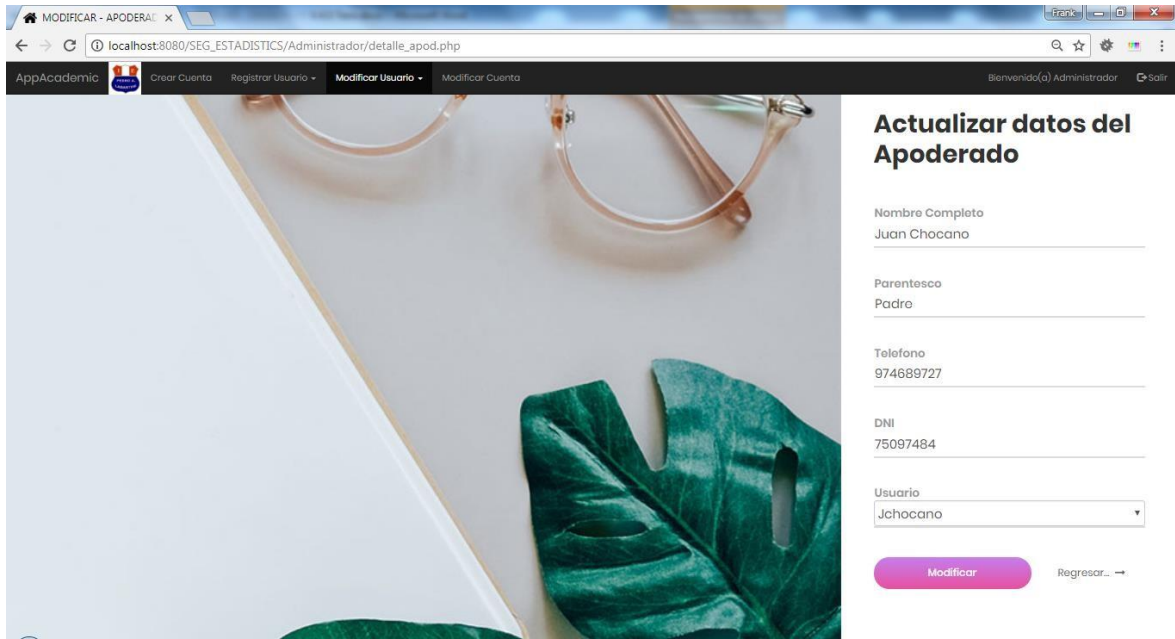 MODIFICAR - APODERAD
Frank
localhost:8080/SEG_ESTADISTICS/Administrador/detalle_apod.php
AppAcademic Crear Cuenta Registrar Usuario Modificar Usuario Modificar Cuenta Bienvenido(a) Administrador Salir
Actualizar datos del
Apoderado
Nombre Completo
Juan Chocano
Parentesco
Padre
Telefono
974689727
DNI
75097484
Usuario
Jchocano
Modificar Regresar...